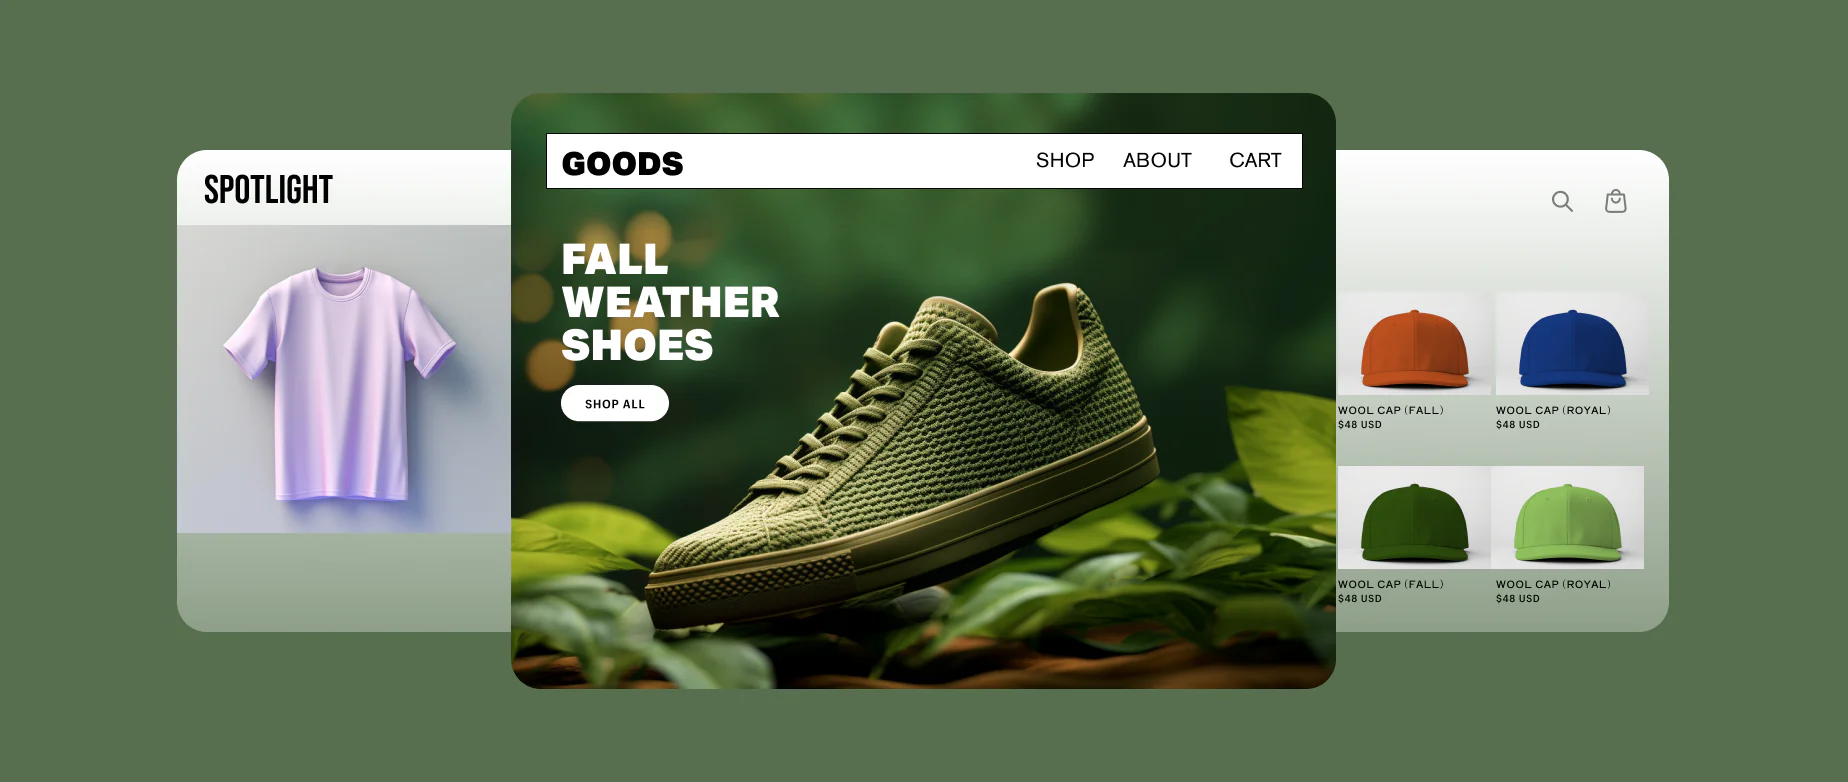 SPOTLIGHT
GOODS
SHOP ABOUT CART
FALL
WEATHER
SHOES
SHOP ALL
WOOL CAP (FALL) WOOL CAP (ROYAL)
$48 USD $48 USD
WOOL CAP (FALL) WOOL CAP (ROYAL)
$48 USD $48 USD